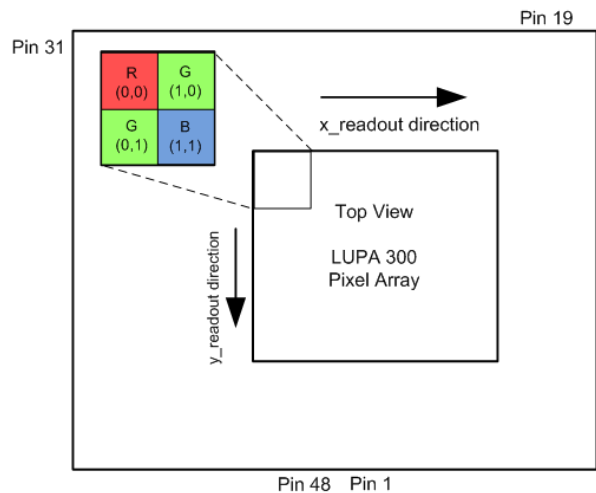 Pin 19
Pin 31
R G
(0,0) (1,0)
G B
(0,1) (1,1)
x_readout direction
Top View
LUPA 300
Pixel Array
y_readout direction
Pin 48 Pin 1